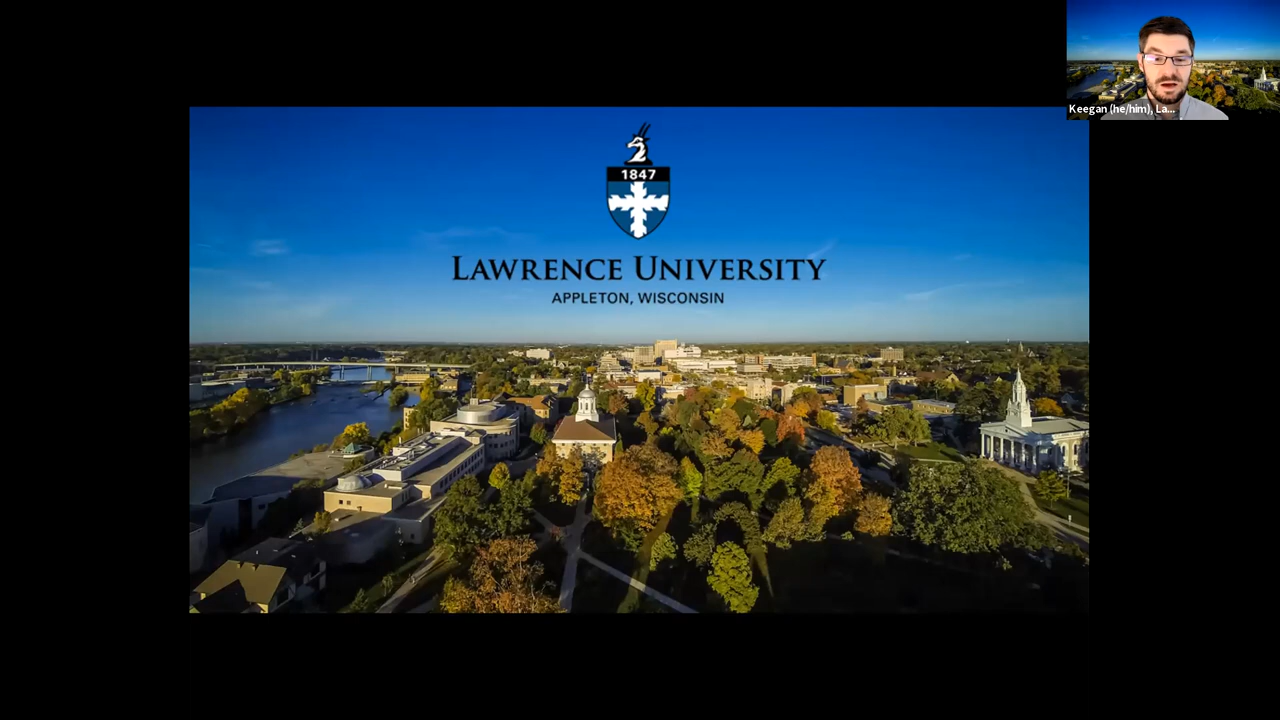 Keegan (he/him), La...
1847
LAWRENCE UNIVERSITY
APPLETON, WISCONSIN